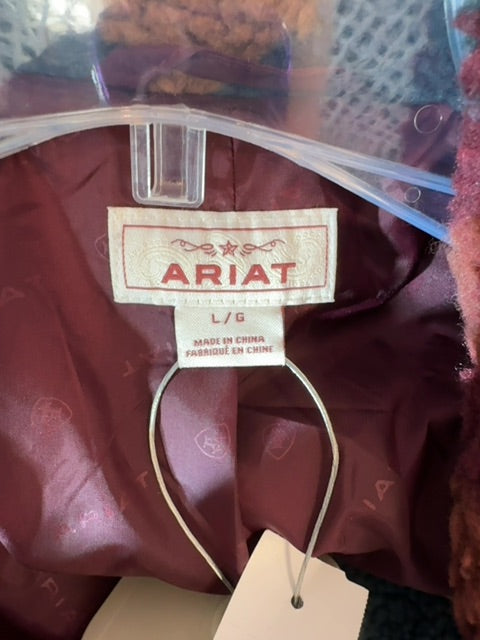 ARIAT
L / G
MADE IN CHINA
FABRIQUÉ EN CHINE